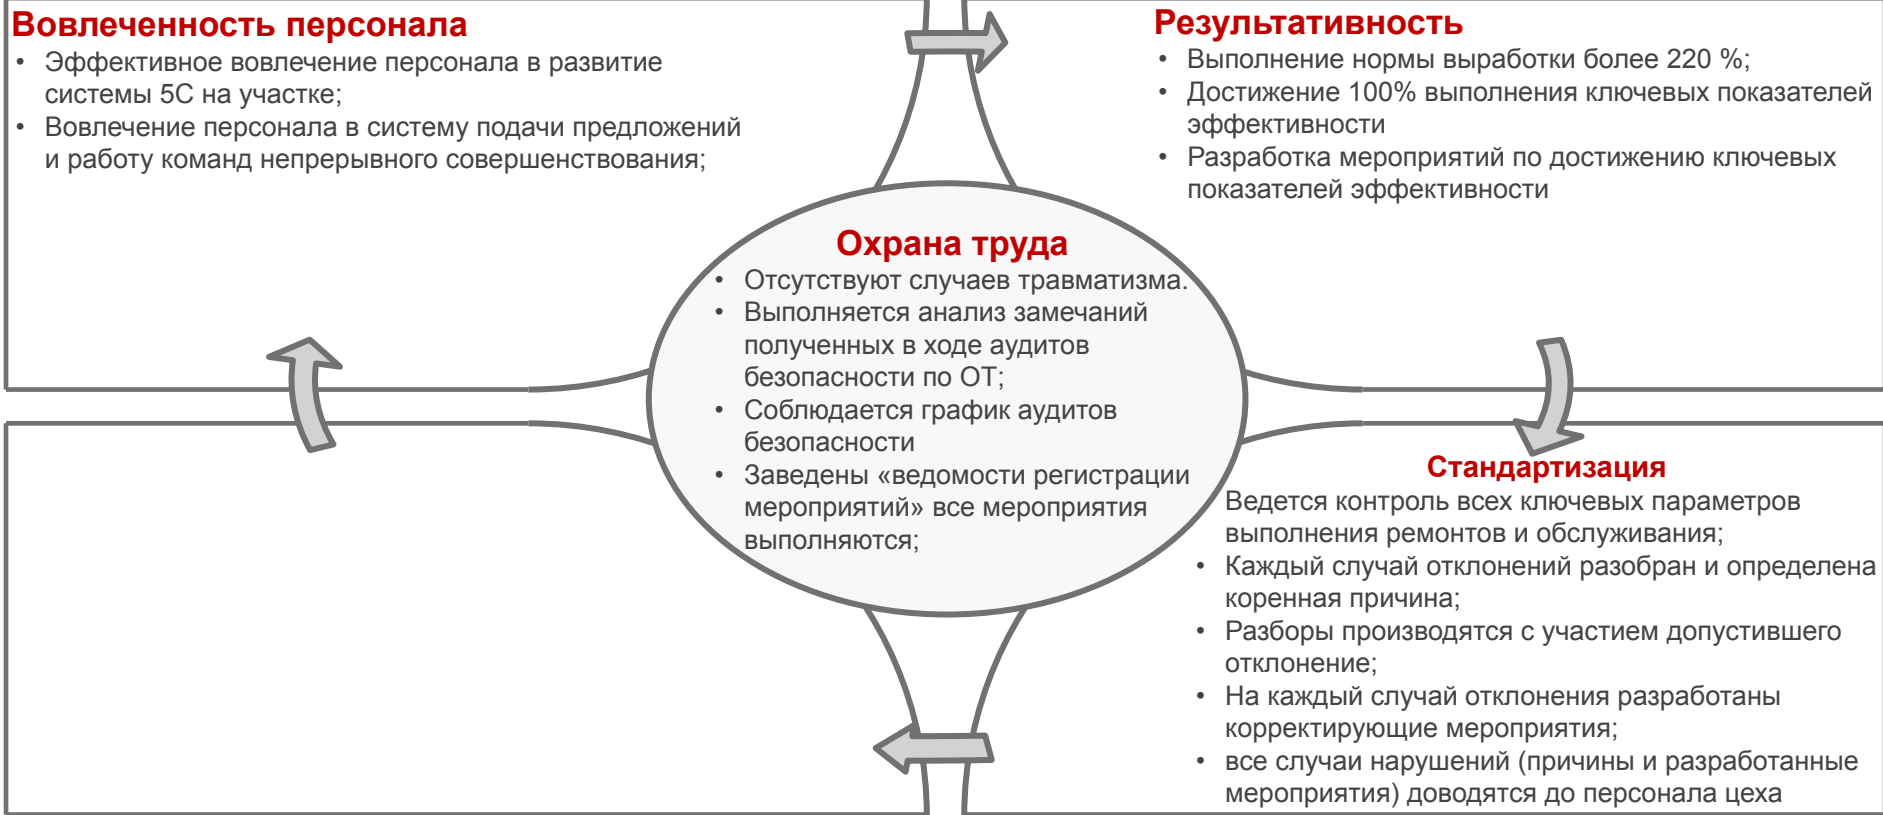 Вовлеченность персонала
• Эффективное вовлечение персонала в развитие
системы 5С на участке;
• Вовлечение персонала в систему подачи предложений
и работу команд непрерывного совершенствования;
Результативность
• Выполнение нормы выработки более 220 %;
• Достижение 100% выполнения ключевых показателей
эффективности
• Разработка мероприятий по достижению ключевых
показателей эффективности
Охрана труда
• Отсутствуют случаев травматизма.
• Выполняется анализ замечаний
полученных в ходе аудитов
безопасности по ОТ;
• Соблюдается график аудитов
безопасности
• Заведены «ведомости регистрации
мероприятий» все мероприятия
выполняются;
Стандартизация
Ведется контроль всех ключевых параметров
выполнения ремонтов и обслуживания;
• Каждый случай отклонений разобран и определена
коренная причина;
• Разборы производятся с участием допустившего
отклонение;
• На каждый случай отклонения разработаны
корректирующие мероприятия;
• все случаи нарушений (причины и разработанные
мероприятия) доводятся до персонала цеха